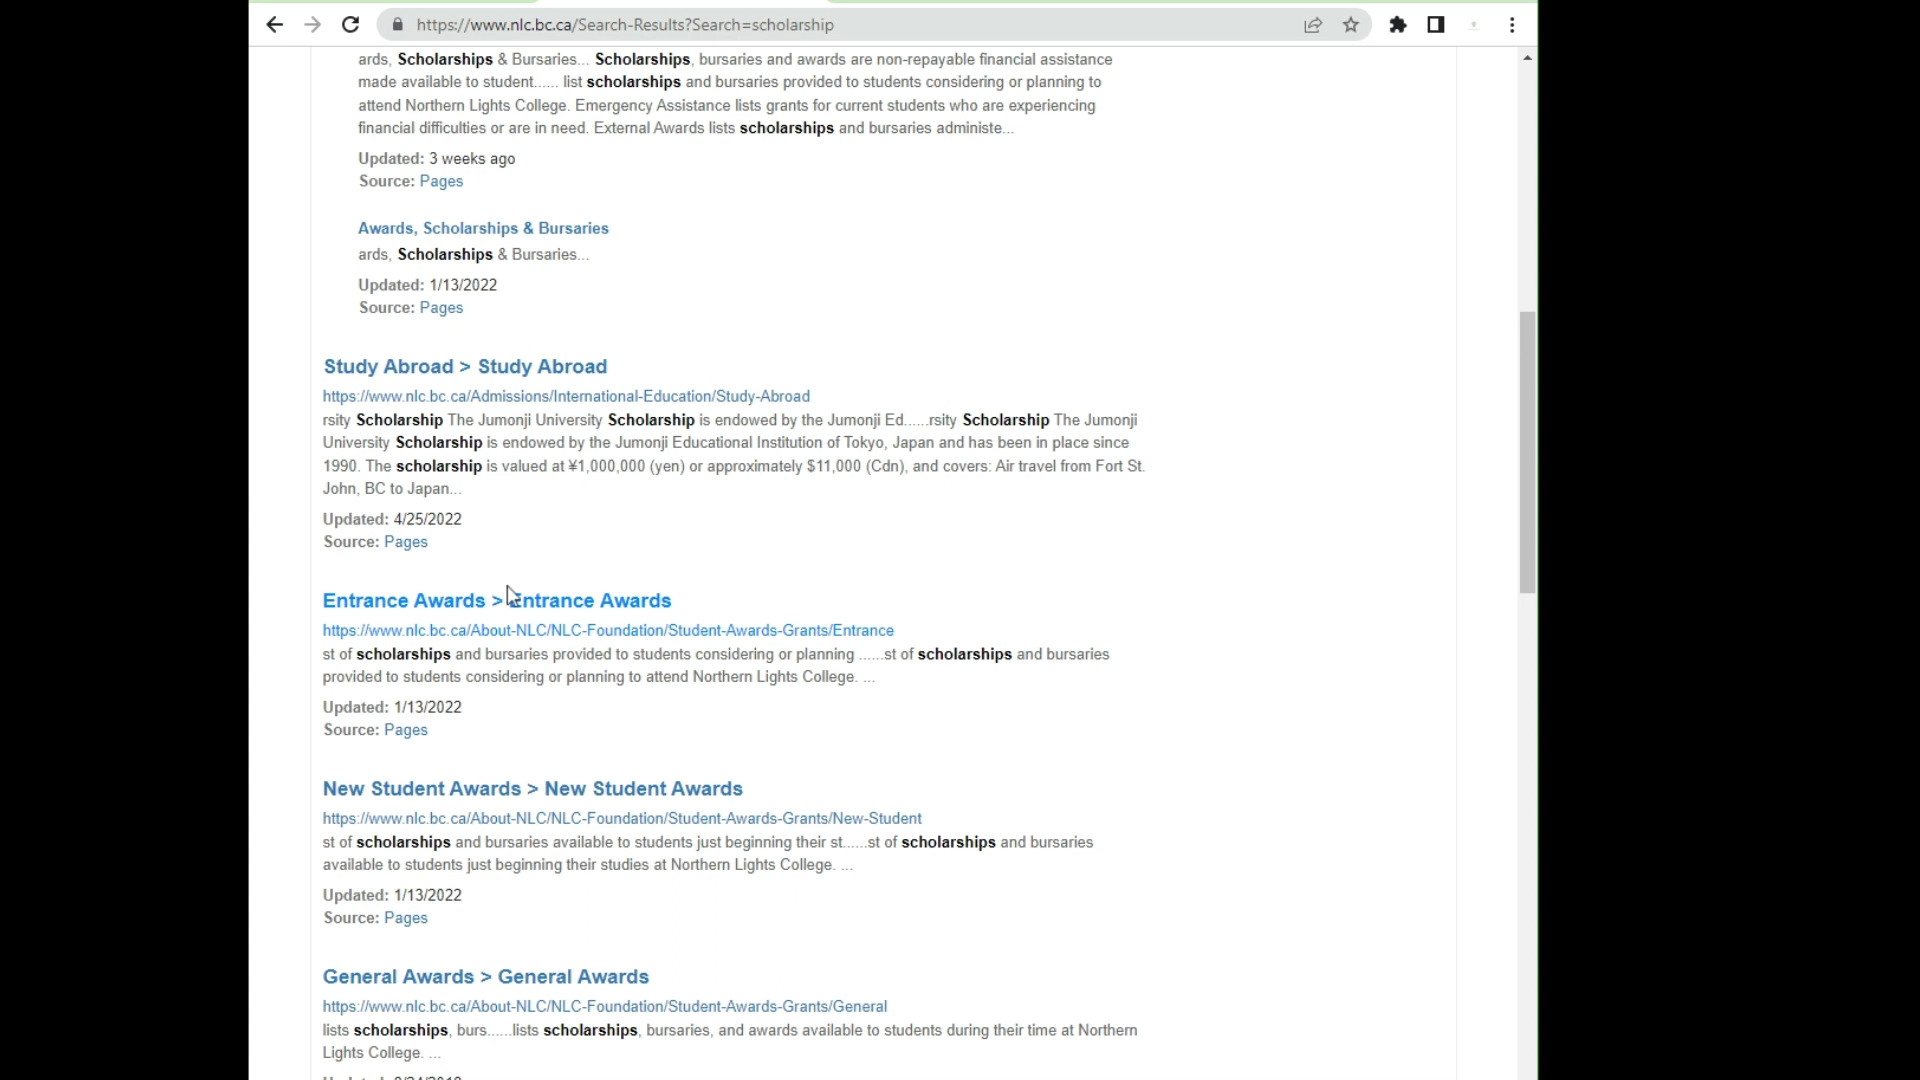 https://www.nlc.bc.ca/Search-Results?Search=scholarship
ards, Scholarships & Bursaries... Scholarships, bursaries and awards are non-repayable financial assistance
made available to student...... list scholarships and bursaries provided to students considering or planning to
attend Northern Lights College. Emergency Assistance lists grants for current students who are experiencing
financial difficulties or are in need. External Awards lists scholarships and bursaries administe...
Updated: 3 weeks ago
Source: Pages
Awards, Scholarships & Bursaries
ards, Scholarships & Bursaries...
Updated: 1/13/2022
Source: Pages
Study Abroad > Study Abroad
https://www.nlc.bc.ca/Admissions/International-Education/Study-Abroad
rsity Scholarship The Jumonji University Scholarship is endowed by the Jumonji Ed......rsity Scholarship The Jumonji
University Scholarship is endowed by the Jumonji Educational Institution of Tokyo, Japan and has been in place since
1990. The scholarship is valued at ¥1,000,000 (yen) or approximately $11,000 (Cdn), and covers: Air travel from Fort St.
John, BC to Japan...
Updated: 4/25/2022
Source: Pages
Entrance Awards > Entrance Awards
https://www.nlc.bc.ca/About-NLC/NLC-Foundation/Student-Awards-Grants/Entrance
st of scholarships and bursaries provided to students considering or planning ......st of scholarships and bursaries
provided to students considering or planning to attend Northern Lights College. ...
Updated: 1/13/2022
Source: Pages
New Student Awards > New Student Awards
https://www.nlc.bc.ca/About-NLC/NLC-Foundation/Student-Awards-Grants/New-Student
st of scholarships and bursaries available to students just beginning their st......st of scholarships and bursaries
available to students just beginning their studies at Northern Lights College. ...
Updated: 1/13/2022
Source: Pages
General Awards > General Awards
https://www.nlc.bc.ca/About-NLC/NLC-Foundation/Student-Awards-Grants/General
lists scholarships, burs......lists scholarships, bursaries, and awards available to students during their time at Northern
Lights College. ...